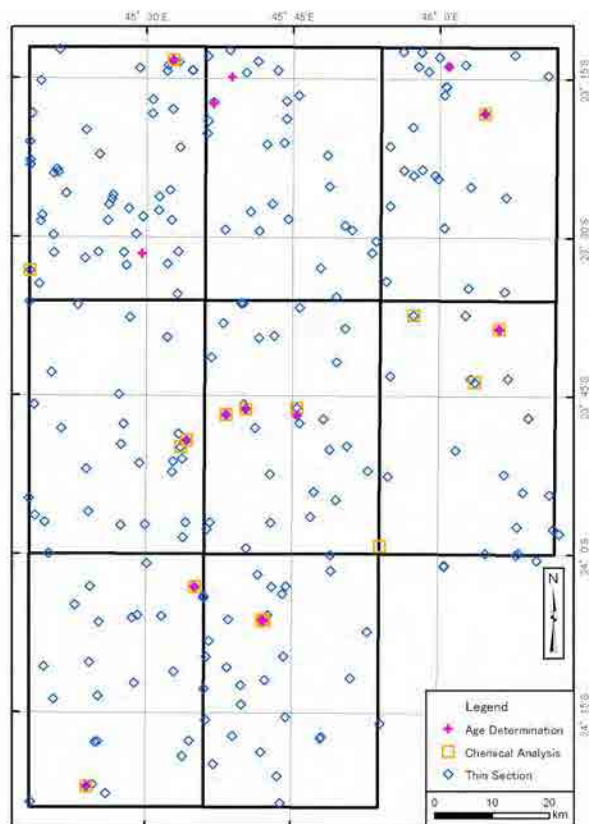 45° 30'E
45° 45'E
46° 0'E
23° 15'S
23° 30'S
23° 45'S
24° 0'S
24° 15'S
N
Legend
Age Determination
Chemical Analysis
Thin Section
0 10 20
km